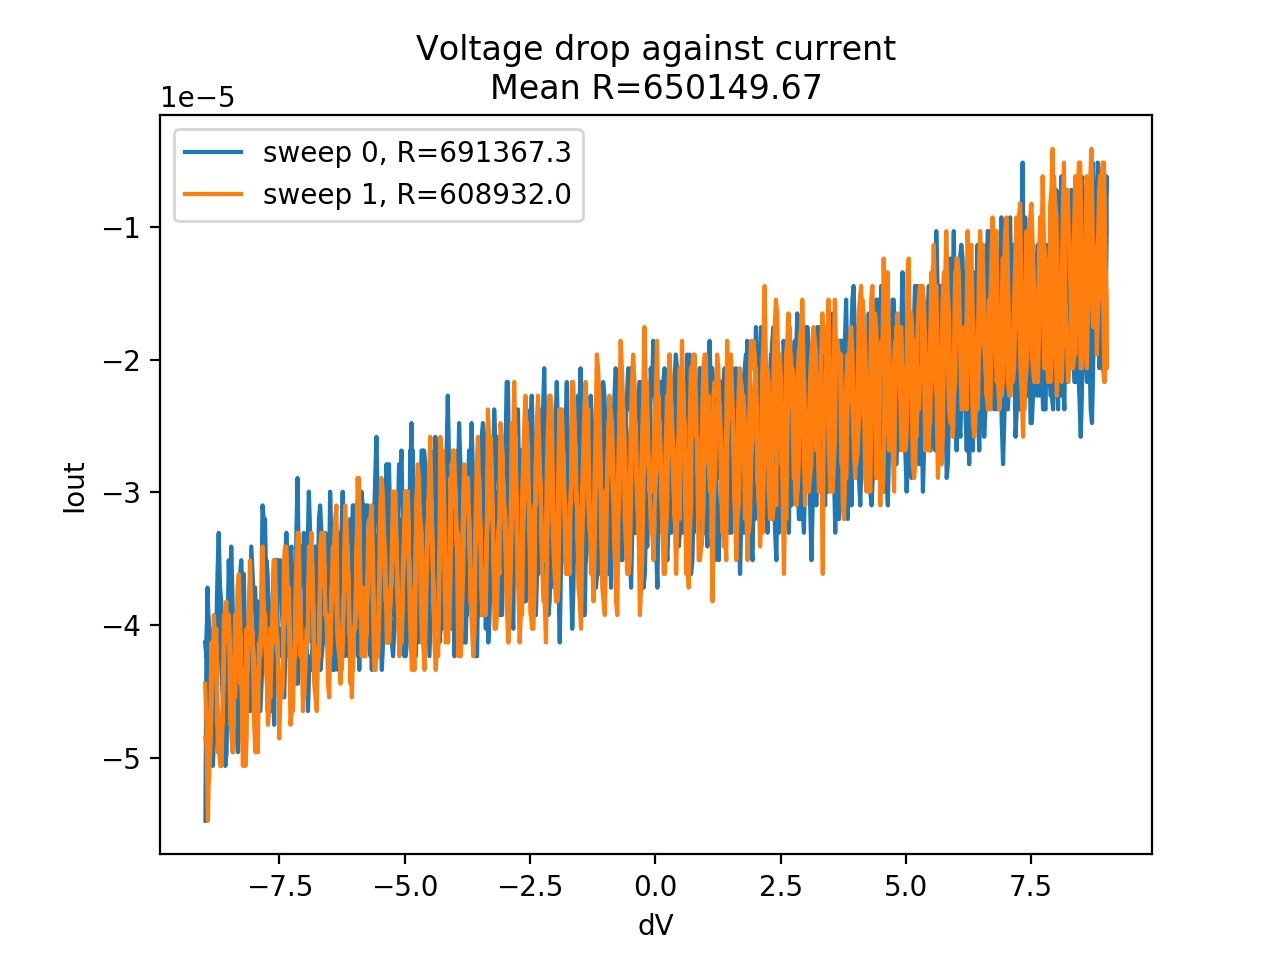 Voltage drop against current
Mean R=650149.67
1e−5
sweep 0, R=691367.3
sweep 1, R=608932.0
−1
−2
−3
−4
−5
Iout
−7.5 −5.0 −2.5 0.0 2.5 5.0 7.5
dV